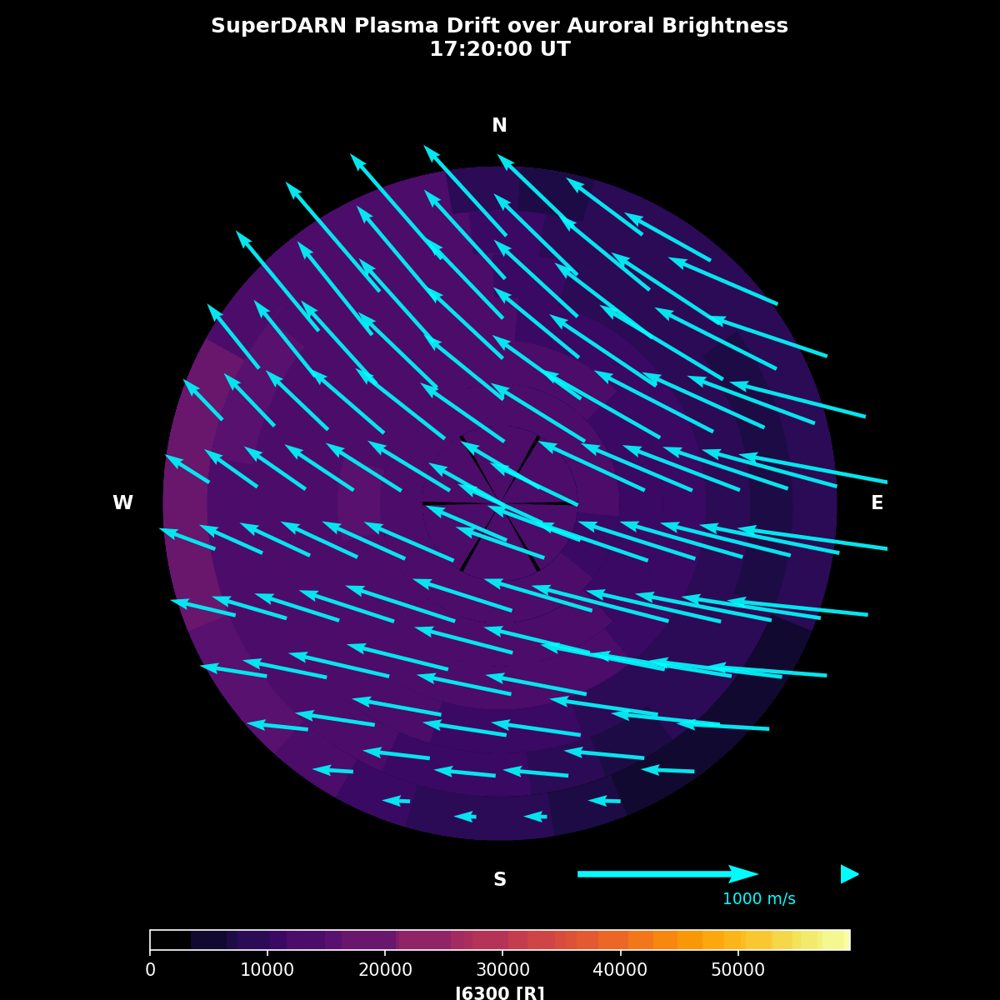 SuperDARN Plasma Drift over Auroral Brightness
17:20:00 UT
N
W
E
S
1000 m/s
0 10000 20000 30000 40000 50000
I6300 [R]